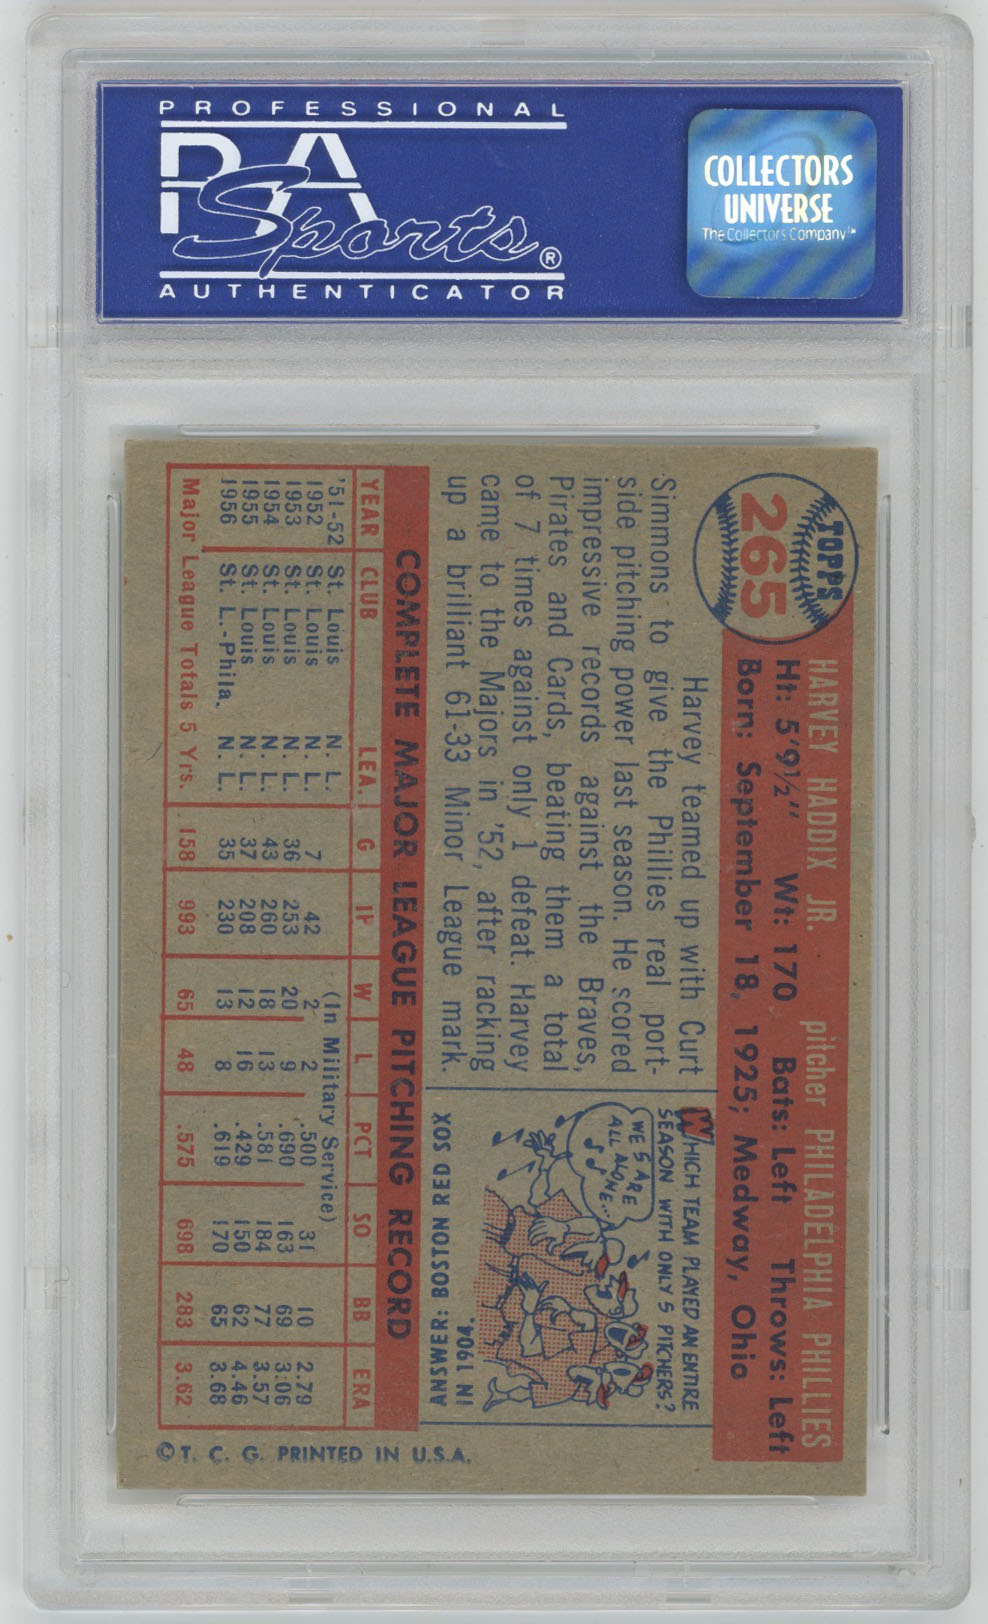 PROFESSIONAL
PSA
Sports®
AUTHENTICATOR
COLLECTORS
UNIVERSE
The Collectors Company™
TOPPS
265
HARVEY HADDIX JR. pitcher PHILADELPHIA PHILLIES
Ht: 5'9½" Wt: 170 Bats: Left Throws: Left
Born: September 18, 1925; Medway, Ohio
Harvey teamed up with Curt
Simmons to give the Phillies real port-
side pitching power last season. He scored
impressive records against the Braves,
Pirates and Cards, beating them a total
of 7 times against only 1 defeat. Harvey
came to the Majors in '52, after racking
up a brilliant 61-33 Minor League mark.
WHICH TEAM PLAYED AN ENTIRE
SEASON WITH ONLY 5 PITCHERS?
WE 5 ARE
ALL ALONE...
ANSWER: BOSTON RED SOX
IN 1904.
COMPLETE MAJOR LEAGUE PITCHING RECORD
YEAR CLUB LEA. G IP W L PCT SO BB ERA
'51-52 St. Louis N. L. (In Military Service)
1952 St. Louis N. L. 7 42 2 2 .500 31 10 2.79
1953 St. Louis N. L. 36 253 20 9 .690 163 69 3.06
1954 St. Louis N. L. 43 260 18 13 .581 184 77 3.57
1955 St. Louis N. L. 37 208 12 16 .429 150 62 4.46
1956 St. L.-Phila. N. L. 35 230 13 8 .619 170 65 3.68
Major League Totals 5 Yrs. 158 993 65 48 .575 698 283 3.62
© T. C. G. PRINTED IN U.S.A.